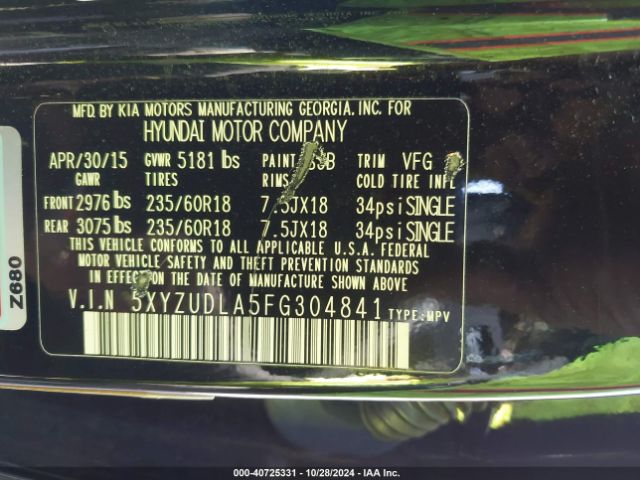 MFD. BY KIA MOTORS MANUFACTURING GEORGIA, INC. FOR
HYUNDAI MOTOR COMPANY
APR/30/15 GVWR 5181 lbs PAINT TRIM VFG
GAWR TIRES RIMS COLD TIRE INFL
FRONT 2976 lbs 235/60R18 7.5JX18 34psi SINGLE
REAR 3075 lbs 235/60R18 7.5JX18 34psi SINGLE
THIS VEHICLE CONFORMS TO ALL APPLICABLE U.S.A. FEDERAL
MOTOR VEHICLE SAFETY AND THEFT PREVENTION STANDARDS
IN EFFECT ON THE DATE OF MANUFACTURE SHOWN ABOVE
V.I.N 5XYZUDLA5FG304841 TYPE: MPV
Z680
000-40725331 | 10/28/2024 | IAA Inc.